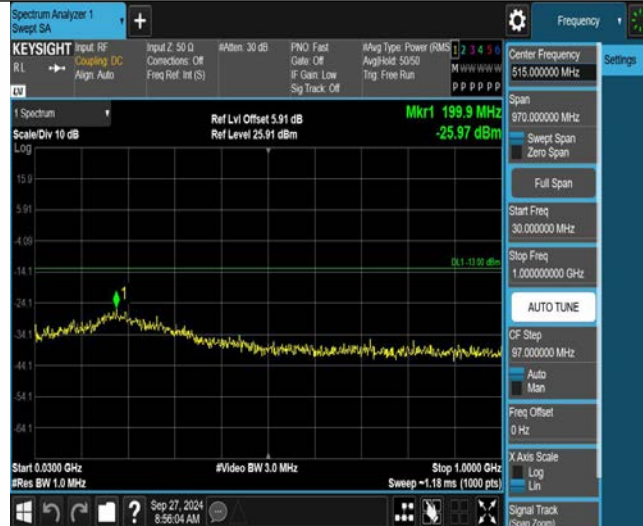 Spectrum Analyzer 1
Swept SA
+
Frequency
KEYSIGHT
RL
Input: RF
Coupling: DC
Align: Auto
Input Z: 50 Ω
Corrections: Off
Freq Ref: Int (S)
#Atten: 30 dB
PNO: Fast
Gate: Off
IF Gain: Low
Sig Track: Off
#Avg Type: Power (RMS
Avg|Hold: 50/50
Trig: Free Run
1 2 3 4 5 6
M W W W W W
P P P P P P
LXI
1 Spectrum
Scale/Div 10 dB
Log
Ref Lvl Offset 5.91 dB
Ref Level 25.91 dBm
Mkr1 199.9 MHz
-25.97 dBm
15.9
5.91
-4.09
-14.1
-24.1
-34.1
-44.1
-54.1
-64.1
DL1 -13.00 dBm
1
Start 0.0300 GHz
#Res BW 1.0 MHz
#Video BW 3.0 MHz
Stop 1.0000 GHz
Sweep ~1.18 ms (1000 pts)
?
Sep 27, 2024
8:56:04 AM
Center Frequency
515.000000 MHz
Settings
Span
970.000000 MHz
Swept Span
Zero Span
Full Span
Start Freq
30.000000 MHz
Stop Freq
1.000000000 GHz
AUTO TUNE
CF Step
97.000000 MHz
Auto
Man
Freq Offset
0 Hz
X Axis Scale
Log
Lin
Signal Track
(Span Zoom)